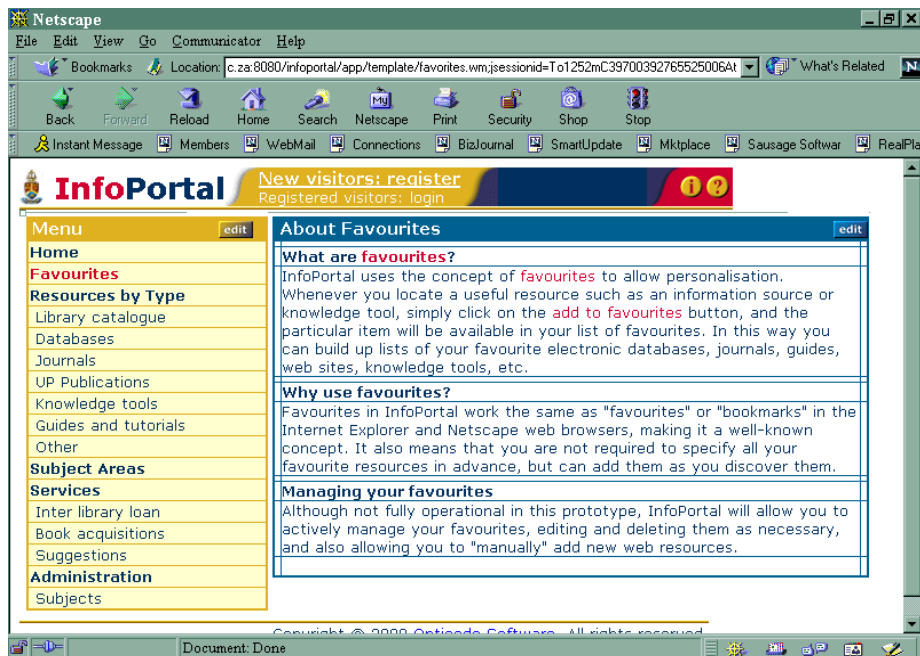 Netscape
File Edit View Go Communicator Help
Bookmarks Location: c.za:8080/infoportal/app/template/favorites.wm;jsessionid=To1252mC39700392765525006At What's Related N
Back Forward Reload Home Search Netscape Print Security Shop Stop
Instant Message Members WebMail Connections BizJournal SmartUpdate Mktplace Sausage Softwar RealPla
InfoPortal New visitors: register
Registered visitors: login
Menu edit
Home
Favourites
Resources by Type
Library catalogue
Databases
Journals
UP Publications
Knowledge tools
Guides and tutorials
Other
Subject Areas
Services
Inter library loan
Book acquisitions
Suggestions
Administration
Subjects
About Favourites edit
What are favourites?
InfoPortal uses the concept of favourites to allow personalisation.
Whenever you locate a useful resource such as an information source or
knowledge tool, simply click on the add to favourites button, and the
particular item will be available in your list of favourites. In this way you
can build up lists of your favourite electronic databases, journals, guides,
web sites, knowledge tools, etc.
Why use favourites?
Favourites in InfoPortal work the same as "favourites" or "bookmarks" in the
Internet Explorer and Netscape web browsers, making it a well-known
concept. It also means that you are not required to specify all your
favourite resources in advance, but can add them as you discover them.
Managing your favourites
Although not fully operational in this prototype, InfoPortal will allow you to
actively manage your favourites, editing and deleting them as necessary,
and also allowing you to "manually" add new web resources.
Copyright © 2000 Software. All rights reserved
Document: Done